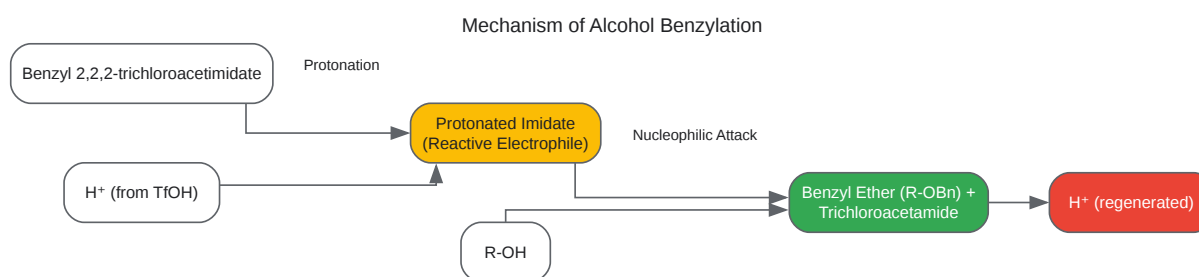 Mechanism of Alcohol Benzylation
Benzyl 2,2,2-trichloroacetimidate
Protonation
Protonated Imidate
(Reactive Electrophile)
Nucleophilic Attack
H⁺ (from TfOH)
R-OH
Benzyl Ether (R-OBn) +
Trichloroacetamide
H⁺ (regenerated)